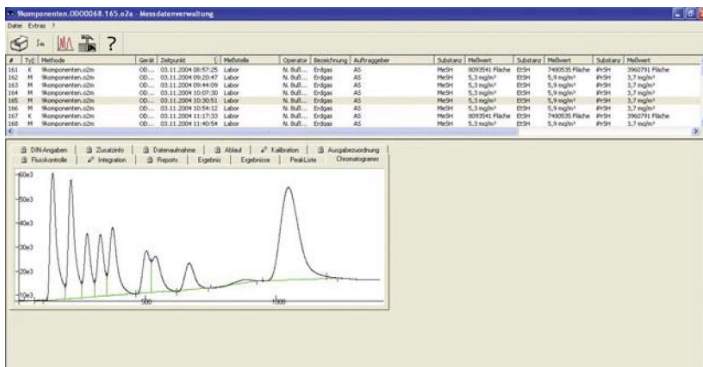 9komponenten.0000068.165.o2a - Messdatenverwaltung
Datei Extras ?
# Typ Methode Gerät Zeitpunkt Meßstelle Operator Bezeichnung Auftraggeber Substanz Meßwert Substanz Meßwert Substanz Meßwert
161 K 9komponenten.o2m OD... 03.11.2004 08:57:25 Labor N. Buß... Erdgas AS MeSH 8093541 Fläche EtSH 7480535 Fläche iPrSH 3960791 Fläche
162 M 9komponenten.o2m OD... 03.11.2004 09:20:47 Labor N. Buß... Erdgas AS MeSH 5,3 mg/m³ EtSH 5,9 mg/m³ iPrSH 3,7 mg/m³
163 M 9komponenten.o2m OD... 03.11.2004 09:44:09 Labor N. Buß... Erdgas AS MeSH 5,3 mg/m³ EtSH 5,9 mg/m³ iPrSH 3,7 mg/m³
164 M 9komponenten.o2m OD... 03.11.2004 10:07:30 Labor N. Buß... Erdgas AS MeSH 5,3 mg/m³ EtSH 5,9 mg/m³ iPrSH 3,7 mg/m³
165 M 9komponenten.o2m OD... 03.11.2004 10:30:51 Labor N. Buß... Erdgas AS MeSH 5,3 mg/m³ EtSH 5,9 mg/m³ iPrSH 3,7 mg/m³
166 M 9komponenten.o2m OD... 03.11.2004 10:54:12 Labor N. Buß... Erdgas AS MeSH 5,3 mg/m³ EtSH 5,9 mg/m³ iPrSH 3,7 mg/m³
167 K 9komponenten.o2m OD... 03.11.2004 11:17:33 Labor N. Buß... Erdgas AS MeSH 8093541 Fläche EtSH 7480535 Fläche iPrSH 3960791 Fläche
168 M 9komponenten.o2m OD... 03.11.2004 11:40:54 Labor N. Buß... Erdgas AS MeSH 5,3 mg/m³ EtSH 5,9 mg/m³ iPrSH 3,7 mg/m³
DIN-Angaben Zusatzinfo Datenaufnahme Ablauf Kalibration Ausgabezuordnung
Flusskontrolle Integration Reports Ergebnis Ergebnisse PeakListe Chromatogramm
60e3
50e3
40e3
30e3
20e3
10e3
500 1000